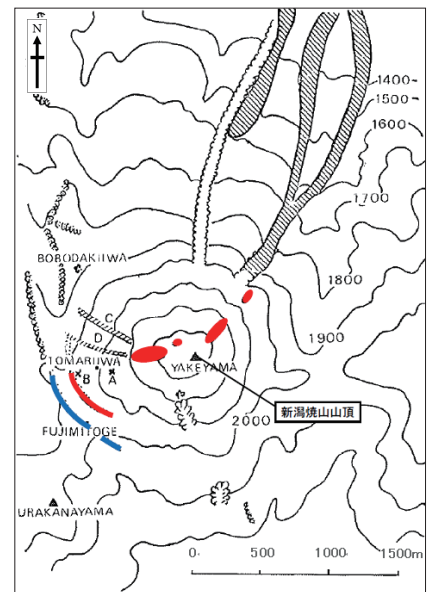 N
1400
1500
1600
1700
BOBODAKIIWA
1800
C
1900
D
TOMARIIWA
B
A
YAKEYAMA
2000
新潟焼山山頂
FUJIMITOGE
URAKANAYAMA
0
500
1000
1500m